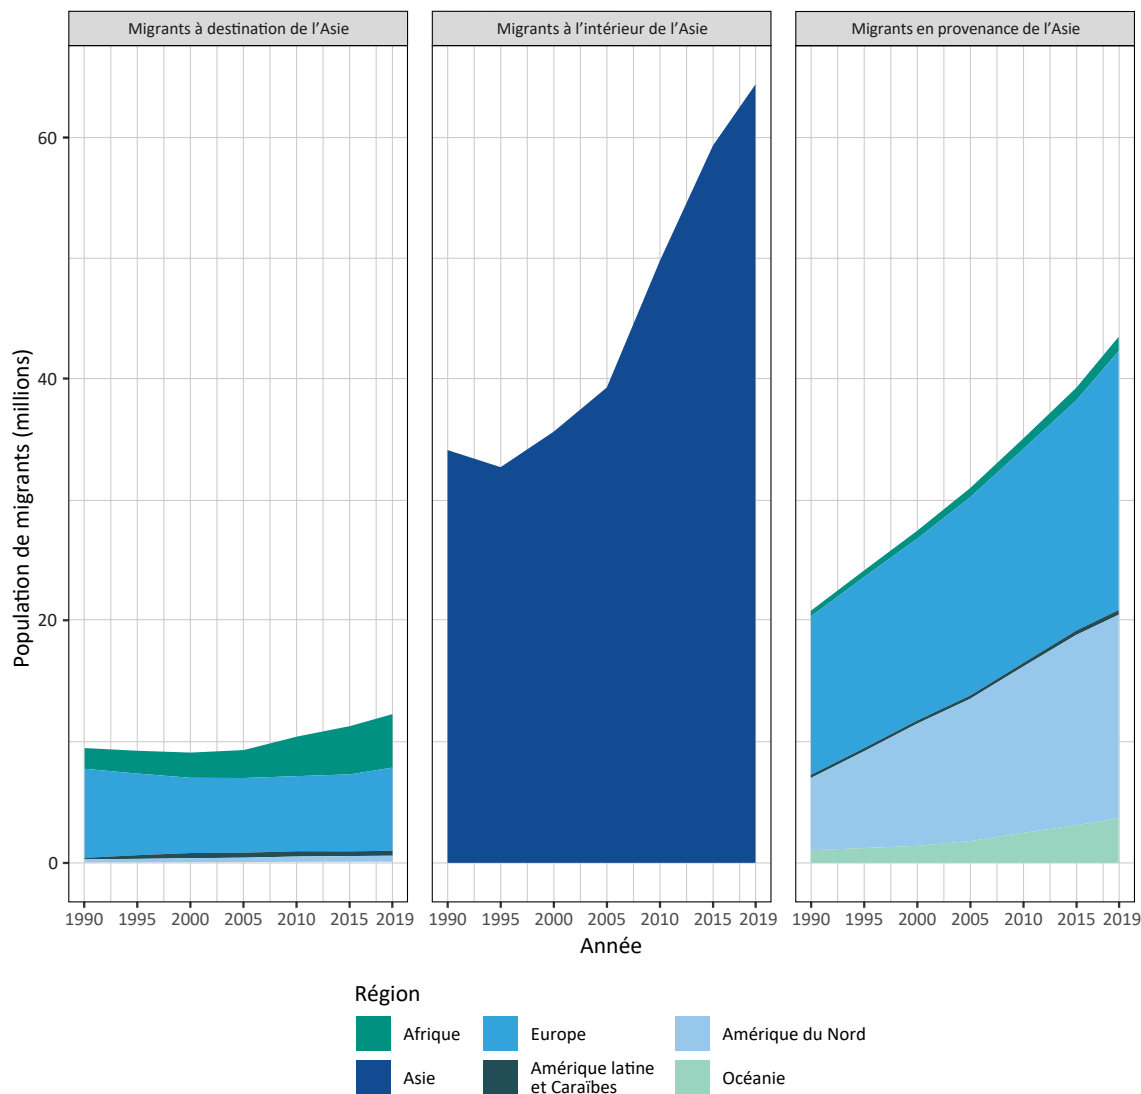 Migrants à destination de l’Asie
Migrants à l’intérieur de l’Asie
Migrants en provenance de l’Asie
Population de migrants (millions)
60
40
20
0
1990 1995 2000 2005 2010 2015 2019
1990 1995 2000 2005 2010 2015 2019
1990 1995 2000 2005 2010 2015 2019
Année
Région
Afrique
Europe
Amérique du Nord
Asie
Amérique latine
et Caraïbes
Océanie